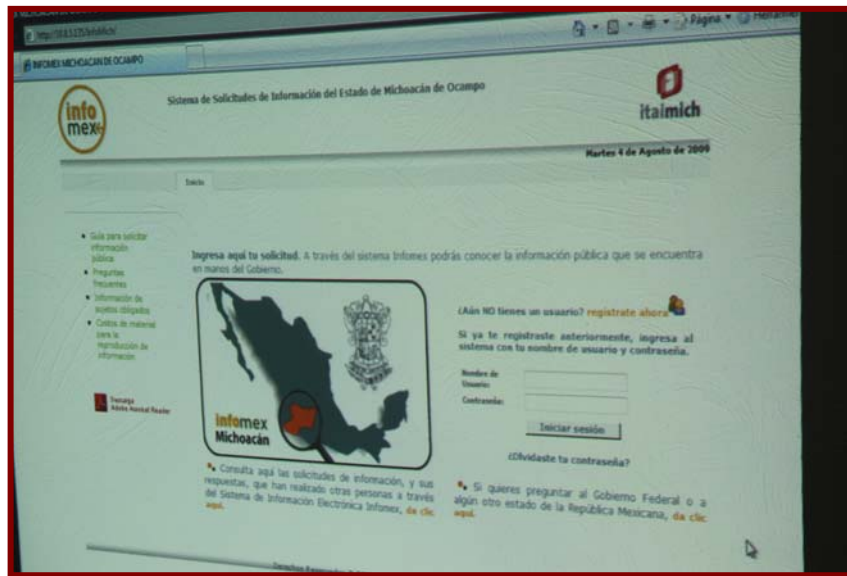 INFOMEX MICHOACAN DE OCAMPO
Página
info
mex
Sistema de Solicitudes de Información del Estado de Michoacán de Ocampo
itaimich
Martes 4 de Agosto de 2009
Inicio
Guía para solicitar
información
pública
Preguntas
frecuentes
Información de
sujetos obligados
Costos de material
para la
reproducción de
información
Descarga
Adobe Acrobat Reader
Ingresa aquí tu solicitud. A través del sistema Infomex podrás conocer la información pública que se encuentra
en manos del Gobierno.
infomex
Michoacán
Consulta aquí las solicitudes de información, y sus
respuestas, que han realizado otras personas a través
del Sistema de Información Electrónica Infomex, da clic
aquí.
¿Aún NO tienes un usuario? registrate ahora
Si ya te registraste anteriormente, ingresa al
sistema con tu nombre de usuario y contraseña.
Nombre de
Usuario:
Contraseña:
Iniciar sesión
¿Olvidaste tu contraseña?
Si quieres preguntar al Gobierno Federal o a
algún otro estado de la República Mexicana, da clic
aquí.